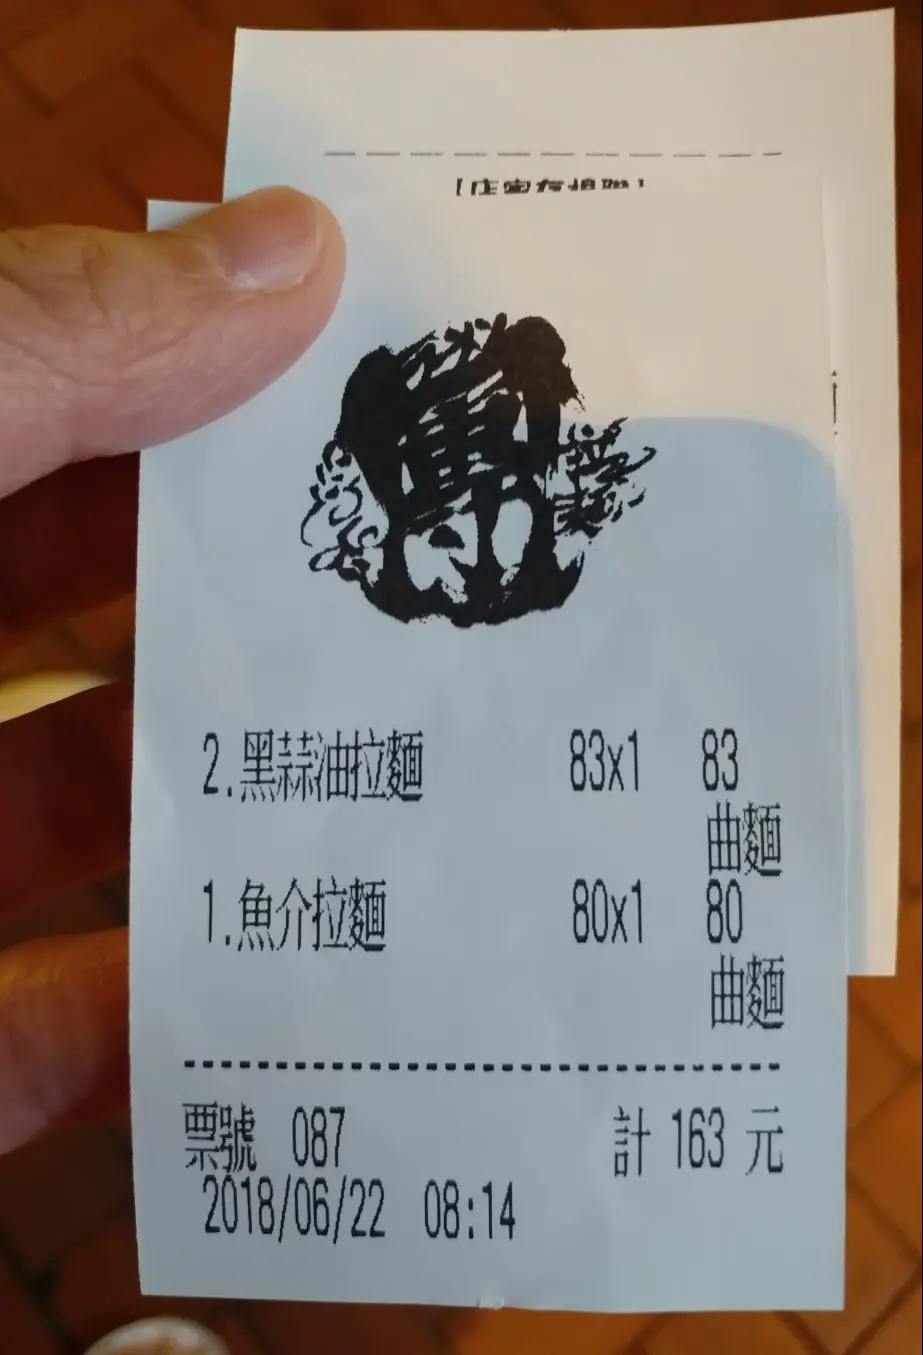 2.黑蒜油拉麵 83x1 83
曲麵
1.魚介拉麵 80x1 80
曲麵
票號 087 計 163 元
2018/06/22 08:14